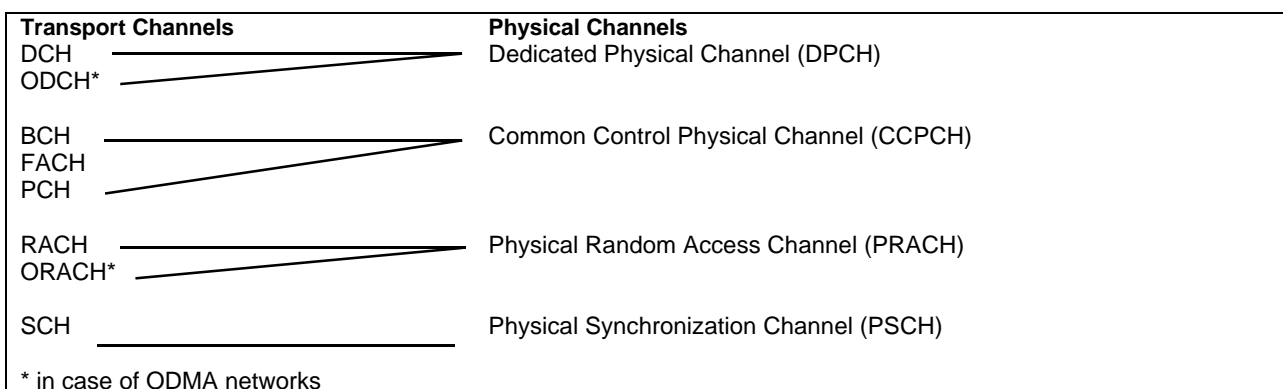 Transport Channels Physical Channels
DCH Dedicated Physical Channel (DPCH)
ODCH*
BCH Common Control Physical Channel (CCPCH)
FACH
PCH
RACH Physical Random Access Channel (PRACH)
ORACH*
SCH Physical Synchronization Channel (PSCH)
* in case of ODMA networks